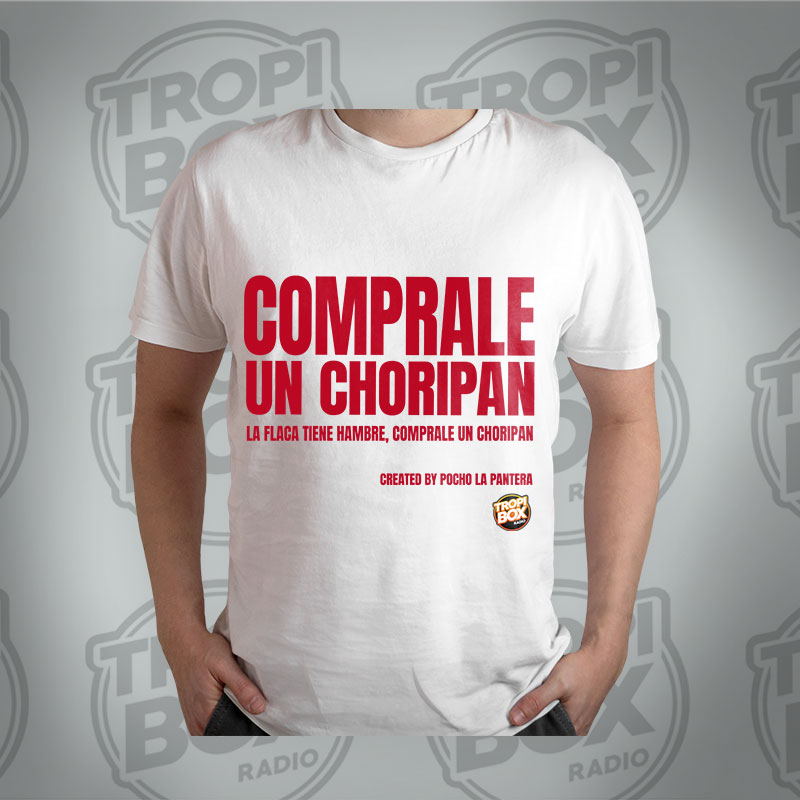 COMPRALE
UN CHORIPAN
LA FLACA TIENE HAMBRE, COMPRALE UN CHORIPAN
CREATED BY POCHO LA PANTERA
TROPI
BOX
RADIO
TROPI
BOX
RADIO